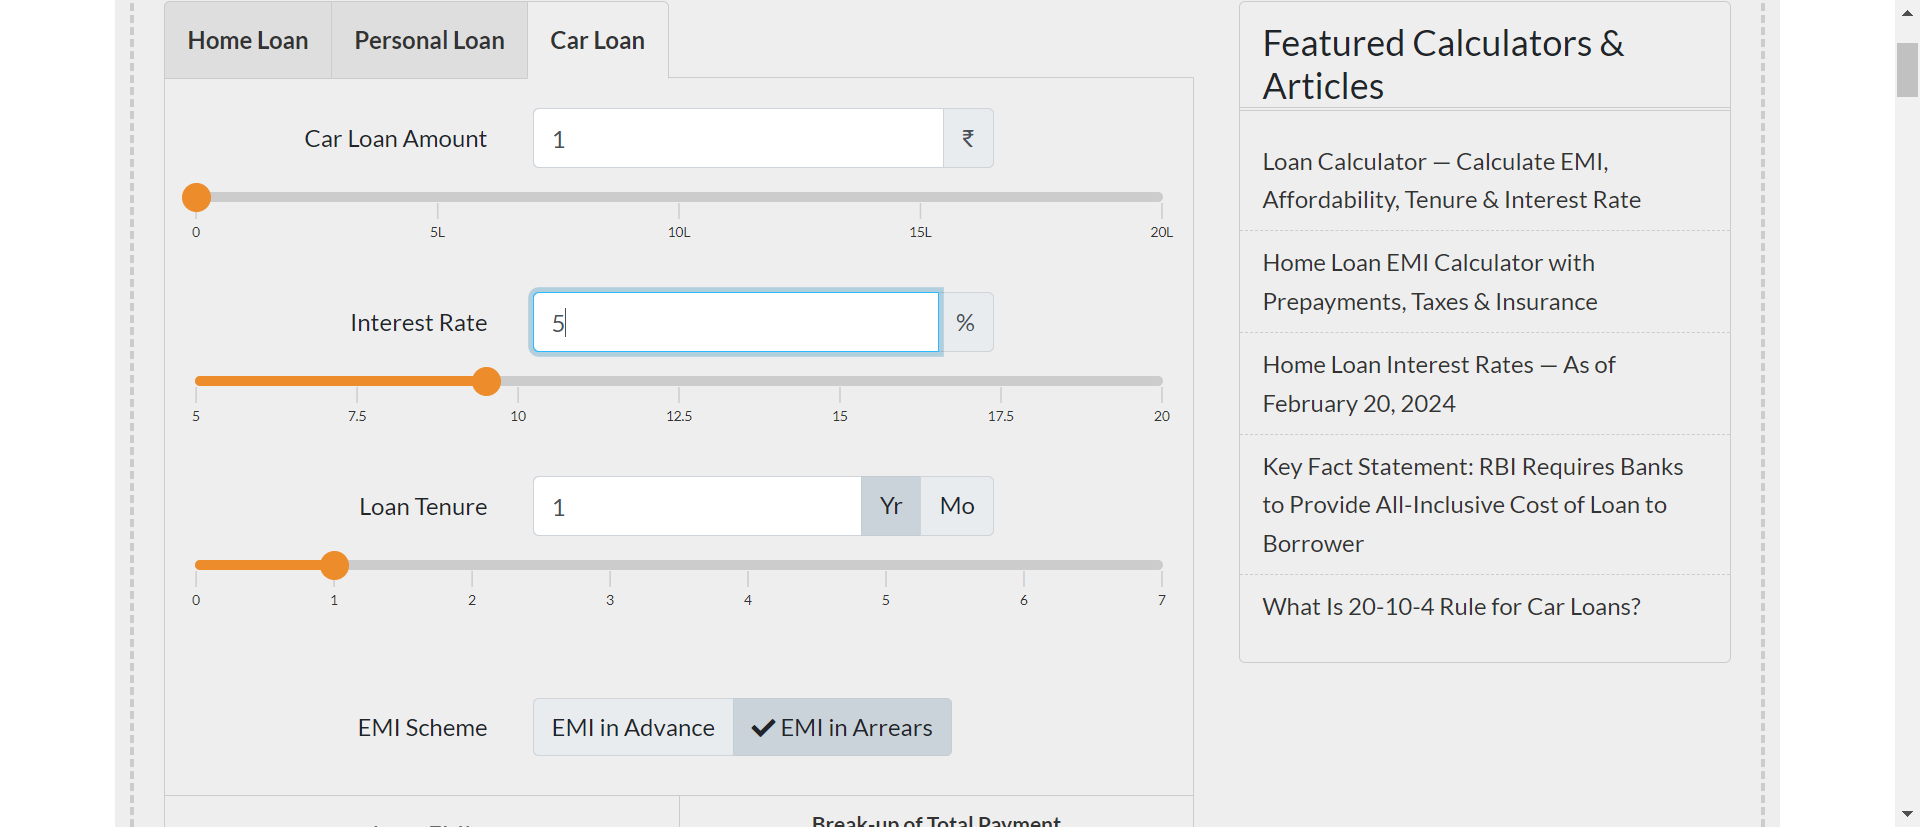 Home Loan
Personal Loan
Car Loan
Car Loan Amount
1
₹
0
5L
10L
15L
20L
Interest Rate
5
%
5
7.5
10
12.5
15
17.5
20
Loan Tenure
1
Yr
Mo
0
1
2
3
4
5
6
7
EMI Scheme
EMI in Advance
EMI in Arrears
Break-up of Total Payment
Featured Calculators &
Articles
Loan Calculator — Calculate EMI,
Affordability, Tenure & Interest Rate
Home Loan EMI Calculator with
Prepayments, Taxes & Insurance
Home Loan Interest Rates — As of
February 20, 2024
Key Fact Statement: RBI Requires Banks
to Provide All-Inclusive Cost of Loan to
Borrower
What Is 20-10-4 Rule for Car Loans?